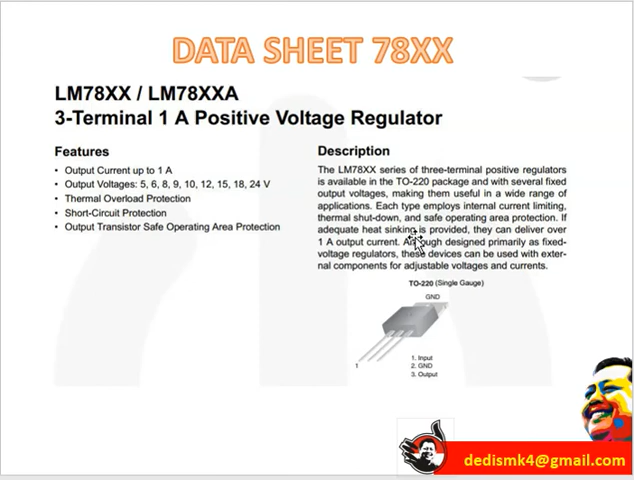 DATA SHEET 78XX
LM78XX / LM78XXA
3-Terminal 1 A Positive Voltage Regulator
Features
• Output Current up to 1 A
• Output Voltages: 5, 6, 8, 9, 10, 12, 15, 18, 24 V
• Thermal Overload Protection
• Short-Circuit Protection
• Output Transistor Safe Operating Area Protection
Description
The LM78XX series of three-terminal positive regulators
is available in the TO-220 package and with several fixed
output voltages, making them useful in a wide range of
applications. Each type employs internal current limiting,
thermal shut-down, and safe operating area protection. If
adequate heat sinking is provided, they can deliver over
1 A output current. Although designed primarily as fixed-
voltage regulators, these devices can be used with exter-
nal components for adjustable voltages and currents.
TO-220 (Single Gauge)
GND
1
1. Input
2. GND
3. Output
dedismk4@gmail.com